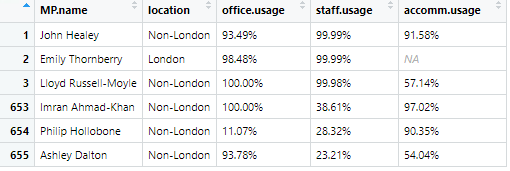 MP.name location office.usage staff.usage accomm.usage
1 John Healey Non-London 93.49% 99.99% 91.58%
2 Emily Thornberry London 98.48% 99.99% NA
3 Lloyd Russell-Moyle Non-London 100.00% 99.98% 57.14%
653 Imran Ahmad-Khan Non-London 100.00% 38.61% 97.02%
654 Philip Hollobone Non-London 11.07% 28.32% 90.35%
655 Ashley Dalton Non-London 93.78% 23.21% 54.04%